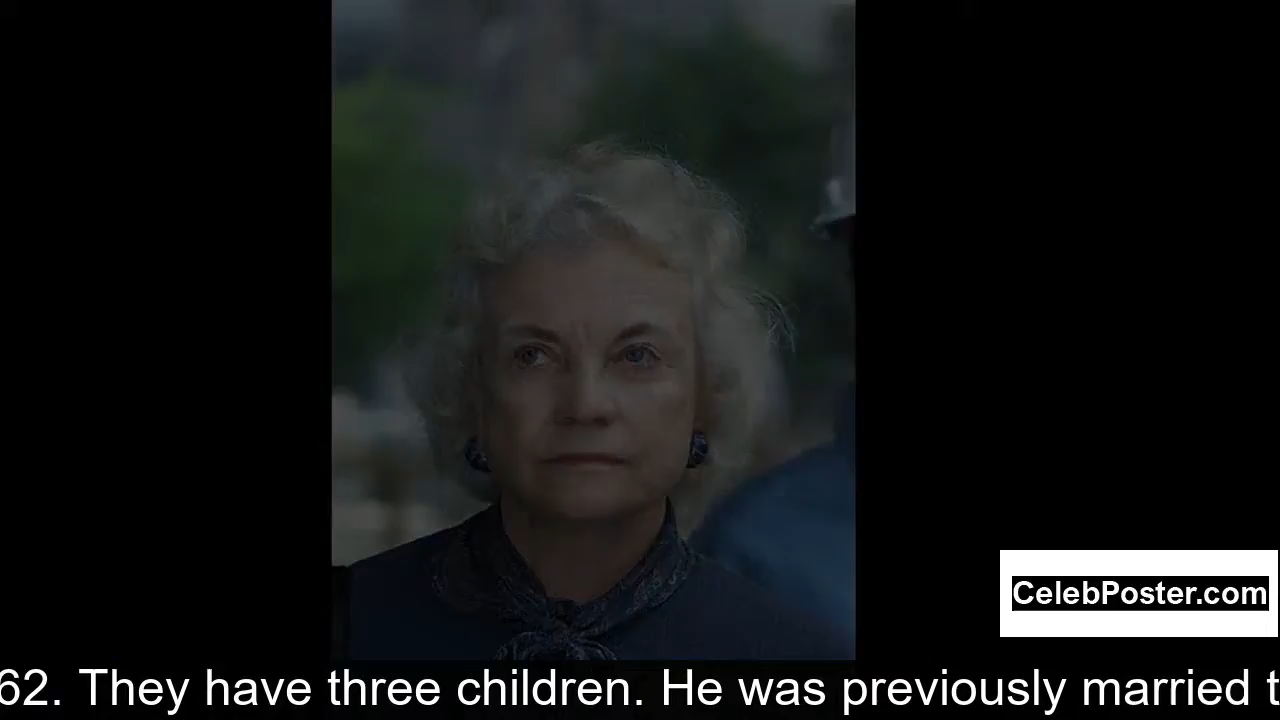 CelebPoster.com
62. They have three children. He was previously married t